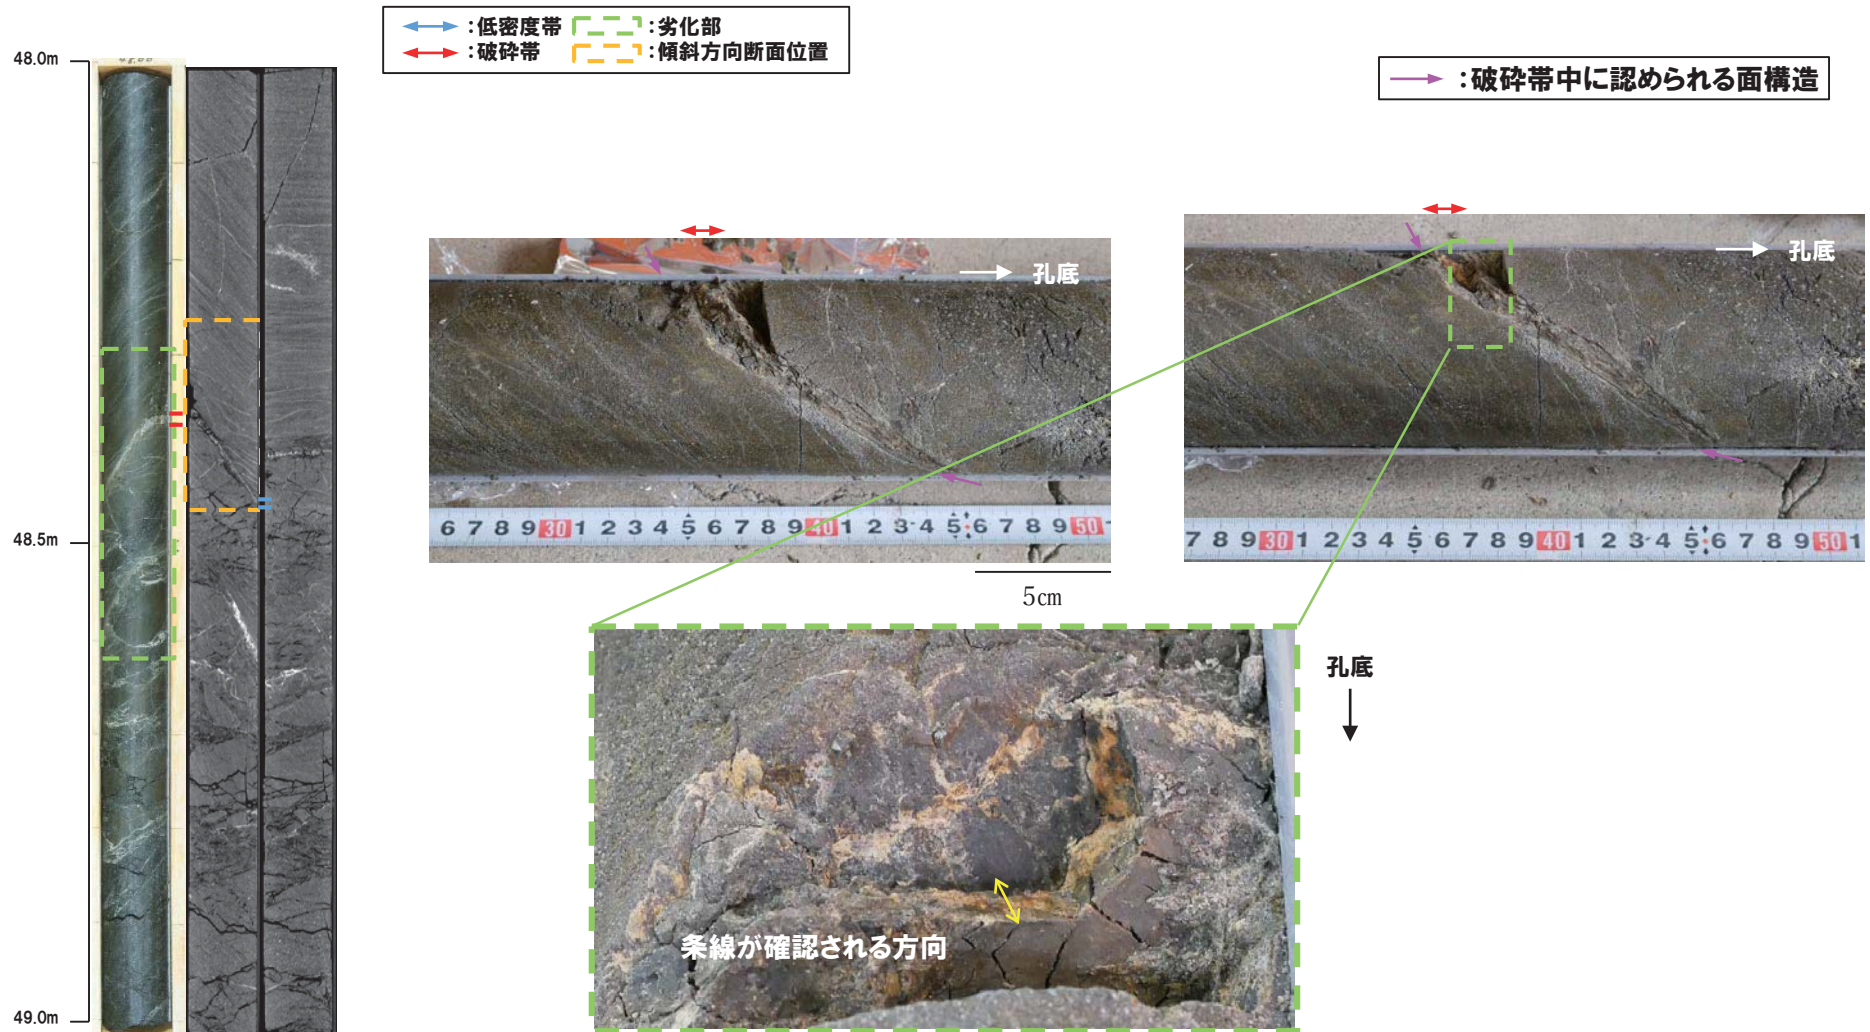 :低密度帯 :劣化部
:破砕帯 :傾斜方向断面位置
:破砕帯中に認められる面構造
48.0m
48.5m
49.0m
孔底
6 7 8 9 30 1 2 3 4 5 6 7 8 9 40 1 2 3 4 5 6 7 8 9 50 1
5cm
孔底
7 8 9 30 1 2 3 4 5 6 7 8 9 40 1 2 3 4 5 6 7 8 9 50 1
孔底
条線が確認される方向